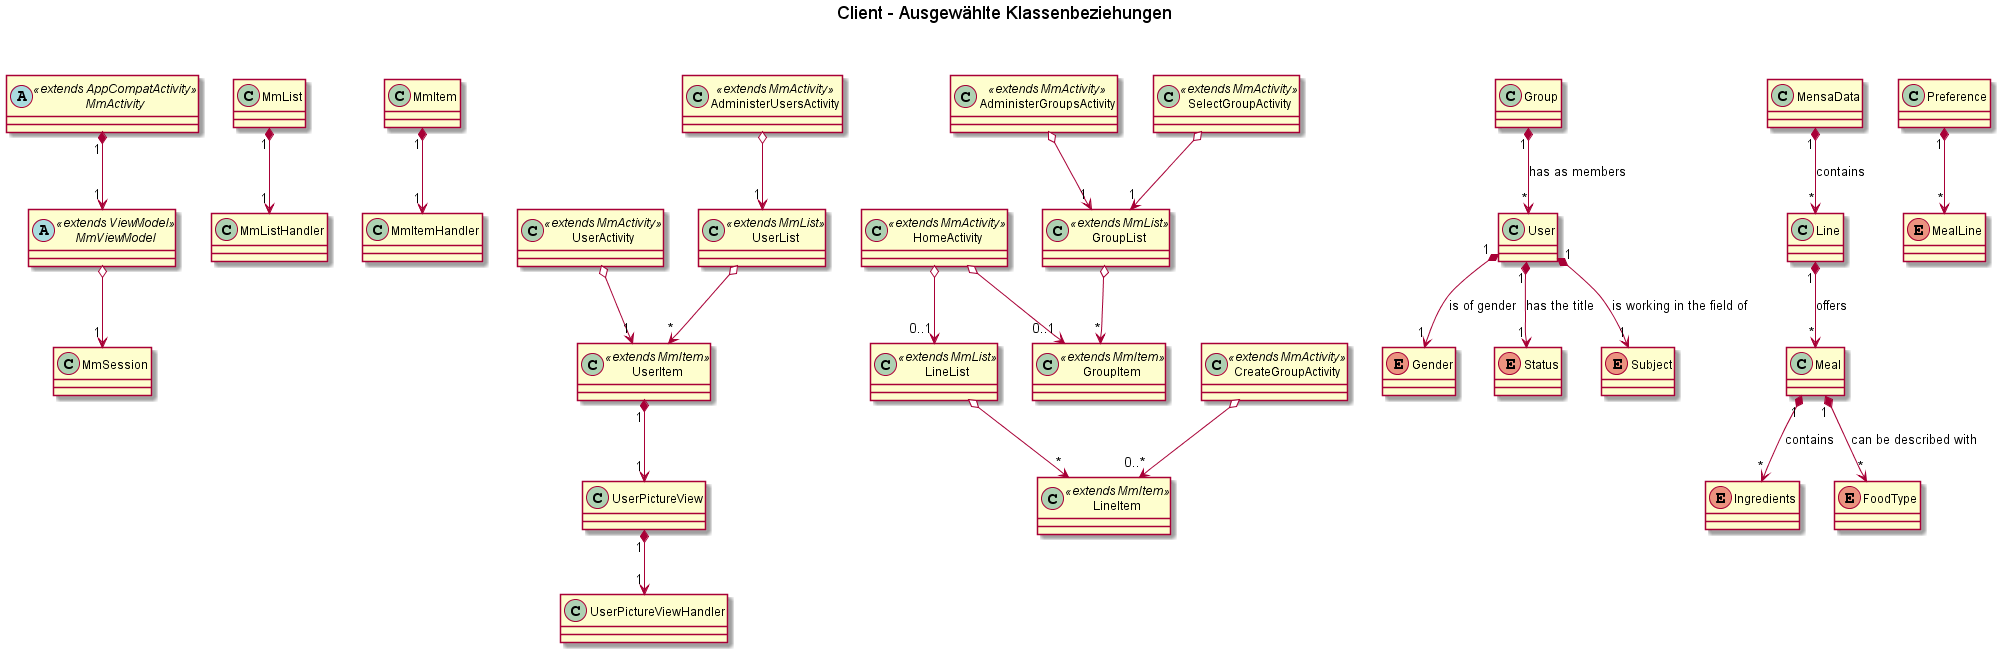 Client - Ausgewählte Klassenbeziehungen
A «extends AppCompatActivity»
MmActivity
C MmList
C MmItem
C «extends MmActivity»
AdministerUsersActivity
C «extends MmActivity»
AdministerGroupsActivity
C «extends MmActivity»
SelectGroupActivity
C Group
C MensaData
C Preference
1
1
1
1
1
1
has as members
contains
1
1
1
1
1
1
*
*
*
A «extends ViewModel»
MmViewModel
C MmListHandler
C MmItemHandler
C «extends MmActivity»
UserActivity
C «extends MmList»
UserList
C «extends MmActivity»
HomeActivity
C «extends MmList»
GroupList
C User
C Line
E MealLine
1
1
1
1
is of gender
has the title
is working in the field of
offers
1
1
*
0..1
0..1
*
1
1
1
*
C MmSession
C «extends MmItem»
UserItem
C «extends MmList»
LineList
C «extends MmItem»
GroupItem
C «extends MmActivity»
CreateGroupActivity
E Gender
E Status
E Subject
C Meal
1
1
1
contains
can be described with
1
*
0..*
*
*
C UserPictureView
C «extends MmItem»
LineItem
E Ingredients
E FoodType
1
1
C UserPictureViewHandler